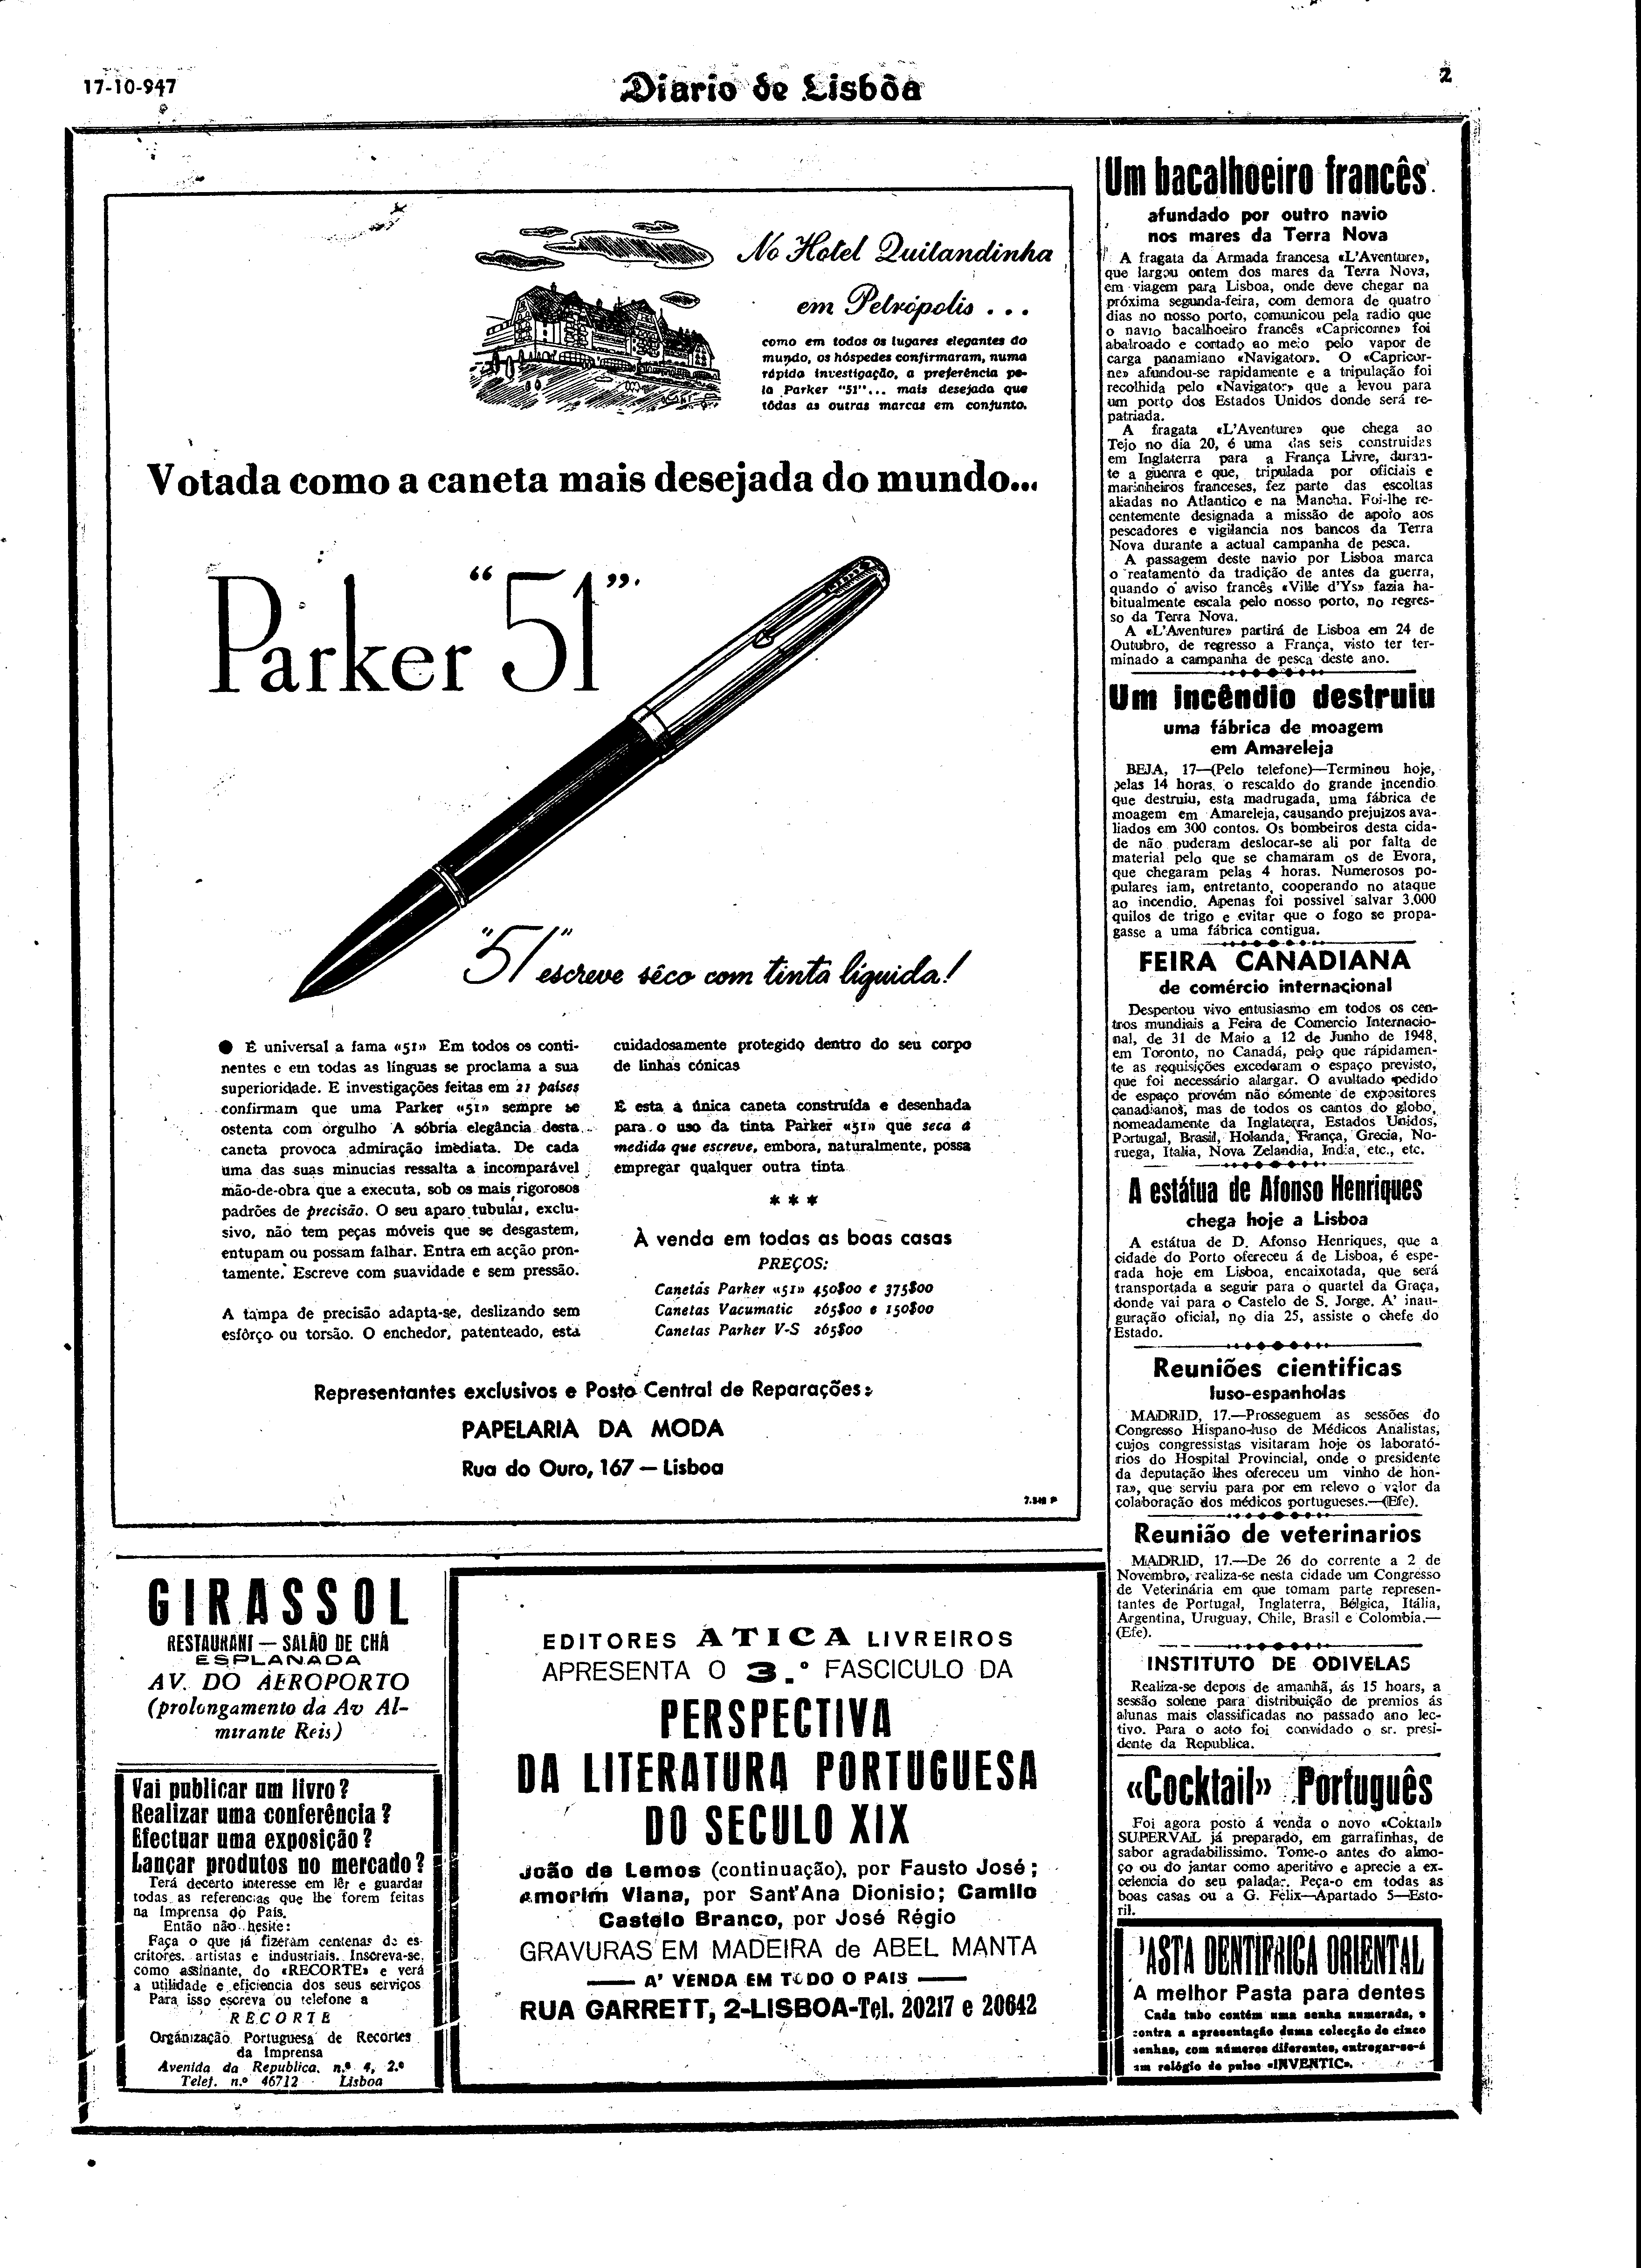 17-10-947
Diario de Lisbôa
2
No Hotel Quilandinha
em Petrópolis . . .
como em todos os lugares elegantes do
mundo, os hóspedes confirmaram, numa
rápida investigação, a preferência pe-
la Parker "51"... mais desejada que
tôdas as outras marcas em conjunto.
Votada como a caneta mais desejada do mundo...
Parker "51"
"51" escreve sêco com tinta líquida!
● É universal a fama «51» Em todos os conti-
nentes e em todas as línguas se proclama a sua
superioridade. E investigações feitas em 21 países
confirmam que uma Parker «51» sempre se
ostenta com orgulho A sóbria elegância desta
caneta provoca admiração imediata. De cada
uma das suas minucias ressalta a incomparável
mão-de-obra que a executa, sob os mais rigorosos
padrões de precisão. O seu aparo tubular, exclu-
sivo, não tem peças móveis que se desgastem,
entupam ou possam falhar. Entra em acção pron-
tamente. Escreve com suavidade e sem pressão.
A tampa de precisão adapta-se, deslizando sem
esfôrço ou torsão. O enchedor, patenteado, está
cuidadosamente protegido dentro do seu corpo
de linhas cónicas
É esta a única caneta construída e desenhada
para o uso da tinta Parker «51» que seca á
medida que escreve, embora, naturalmente, possa
empregar qualquer outra tinta
* * *
À venda em todas as boas casas
PREÇOS:
Canetas Parker «51» 450$00 e 375$00
Canetas Vacumatic 265$00 e 150$00
Canetas Parker V-S 265$00
Representantes exclusivos e Posto Central de Reparações:
PAPELARIA DA MODA
Rua do Ouro, 167 — Lisboa
7.848 P
GIRASSOL
RESTAURANT — SALÃO DE CHÁ
ESPLANADA
AV. DO AEROPORTO
(prolongamento da Av Al-
mirante Reis)
Vai publicar um livro?
Realizar uma conferência?
Efectuar uma exposição?
Lançar produtos no mercado?
Terá decerto interesse em lêr e guardar
todas as referencias que lhe forem feitas
na Imprensa do País.
Então não hesite:
Faça o que já fizeram centenas de es-
critores, artistas e industriais. Inscreva-se,
como assinante, do «RECORTE» e verá
a utilidade e eficiencia dos seus serviços
Para isso escreva ou telefone a
RECORTE
Organização Portuguesa de Recortes
da Imprensa
Avenida da Republica, n.º 4, 2.º
Telef. n.º 46712 Lisboa
EDITORES ÁTICA LIVREIROS
APRESENTA O 3.º FASCICULO DA
PERSPECTIVA
DA LITERATURA PORTUGUESA
DO SECULO XIX
João de Lemos (continuação), por Fausto José;
Amorim Viana, por Sant'Ana Dionisio; Camilo
Castelo Branco, por José Régio
GRAVURAS EM MADEIRA de ABEL MANTA
A' VENDA EM TODO O PAIS
RUA GARRETT, 2-LISBOA-Tel. 20217 e 20642
Um bacalhoeiro francês
afundado por outro navio
nos mares da Terra Nova
A fragata da Armada francesa «L'Aventure»,
que largou ontem dos mares da Terra Nova,
em viagem para Lisboa, onde deve chegar na
próxima segunda-feira, com demora de quatro
dias no nosso porto, comunicou pela radio que
o navio bacalhoeiro francês «Capricorne» foi
abalroado e cortado ao meio pelo vapor de
carga panamiano «Navigator». O «Capricor-
ne» afundou-se rapidamente e a tripulação foi
recolhida pelo «Navigator» que a levou para
um porto dos Estados Unidos donde será re-
patriada.
A fragata «L'Aventure» que chega ao
Tejo no dia 20, é uma das seis construidas
em Inglaterra para a França Livre, duran-
te a guerra e que, tripulada por oficiais e
marinheiros franceses, fez parte das escoltas
aliadas no Atlantico e na Mancha. Foi-lhe re-
centemente designada a missão de apoio aos
pescadores e vigilancia nos bancos da Terra
Nova durante a actual campanha de pesca.
A passagem deste navio por Lisboa marca
o reatamento da tradição de antes da guerra,
quando o aviso francês «Ville d'Ys» fazia ha-
bitualmente escala pelo nosso porto, no regres-
so da Terra Nova.
A «L'Aventure» partirá de Lisboa em 24 de
Outubro, de regresso a França, visto ter ter-
minado a campanha de pesca deste ano.
Um incêndio destruiu
uma fábrica de moagem
em Amareleja
BEJA, 17—(Pelo telefone)—Terminou hoje,
pelas 14 horas, o rescaldo do grande incendio
que destruiu, esta madrugada, uma fábrica de
moagem em Amareleja, causando prejuizos ava-
liados em 300 contos. Os bombeiros desta cida-
de não puderam deslocar-se ali por falta de
material pelo que se chamaram os de Evora,
que chegaram pelas 4 horas. Numerosos po-
pulares iam, entretanto, cooperando no ataque
ao incendio. Apenas foi possivel salvar 3.000
quilos de trigo e evitar que o fogo se propa-
gasse a uma fábrica contigua.
FEIRA CANADIANA
de comércio internacional
Despertou vivo entusiasmo em todos os cen-
tros mundiais a Feira de Comercio Internacio-
nal, de 31 de Maio a 12 de Junho de 1948,
em Toronto, no Canadá, pelo que rápidamen-
te as requisições excederam o espaço previsto,
que foi necessário alargar. O avultado pedido
de espaço provém não sómente de expositores
canadianos, mas de todos os cantos do globo,
nomeadamente da Inglaterra, Estados Unidos,
Portugal, Brasil, Holanda, França, Grecia, No-
ruega, Italia, Nova Zelandia, India, etc., etc.
A estátua de Afonso Henriques
chega hoje a Lisboa
A estátua de D. Afonso Henriques, que a
cidade do Porto ofereceu á de Lisboa, é espe-
rada hoje em Lisboa, encaixotada, que será
transportada a seguir para o quartel da Graça,
donde vai para o Castelo de S. Jorge. A' inau-
guração oficial, no dia 25, assiste o chefe do
Estado.
Reuniões cientificas
luso-espanholas
MADRID, 17.—Prosseguem as sessões do
Congresso Hispano-luso de Médicos Analistas,
cujos congressistas visitaram hoje os laborató-
rios do Hospital Provincial, onde o presidente
da deputação lhes ofereceu um vinho de hon-
ra», que serviu para por em relevo o valor da
colaboração dos médicos portugueses.—(Efe).
Reunião de veterinarios
MADRID, 17.—De 26 do corrente a 2 de
Novembro, realiza-se nesta cidade um Congresso
de Veterinária em que tomam parte represen-
tantes de Portugal, Inglaterra, Bélgica, Itália,
Argentina, Uruguay, Chile, Brasil e Colombia.—
(Efe).
INSTITUTO DE ODIVELAS
Realiza-se depois de amanhã, ás 15 hoars, a
sessão solene para distribuição de premios ás
alunas mais classificadas no passado ano lec-
tivo. Para o acto foi convidado o sr. presi-
dente da Republica.
«Cocktail» Português
Foi agora posto á venda o novo «Coktail»
SUPERVAL já preparado, em garrafinhas, de
sabor agradabilissimo. Tome-o antes do almo-
ço ou do jantar como aperitivo e aprecie a ex-
celencia do seu paladar. Peça-o em todas as
boas casas ou a G. Felix—Apartado 5—Esto-
ril.
PASTA DENTIFRICA ORIENTAL
A melhor Pasta para dentes
Cada tubo contém uma senha numerada, e
contra a apresentação duma colecção de cinco
senhas, com números diferentes, entregar-se-á
um relógio de pulso «INVENTIC».